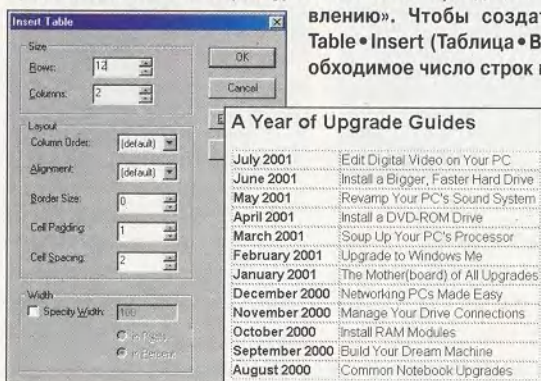 влению». Чтобы создат
Table•Insert (Таблица•В
обходимое число строк
Insert Table
Size
Rows: 12
Columns: 2
OK
Cancel
Layout
Column Order: (default)
Alignment: (default)
Border Size: 0
Cell Padding: 1
Cell Spacing: 2
Width
Specify Width: 100
In Pixels
In Percent
A Year of Upgrade Guides
July 2001 Edit Digital Video on Your PC
June 2001 Install a Bigger, Faster Hard Drive
May 2001 Revamp Your PC's Sound System
April 2001 Install a DVD-ROM Drive
March 2001 Soup Up Your PC's Processor
February 2001 Upgrade to Windows Me
January 2001 The Mother(board) of All Upgrades
December 2000 Networking PCs Made Easy
November 2000 Manage Your Drive Connections
October 2000 Install RAM Modules
September 2000 Build Your Dream Machine
August 2000 Common Notebook Upgrades